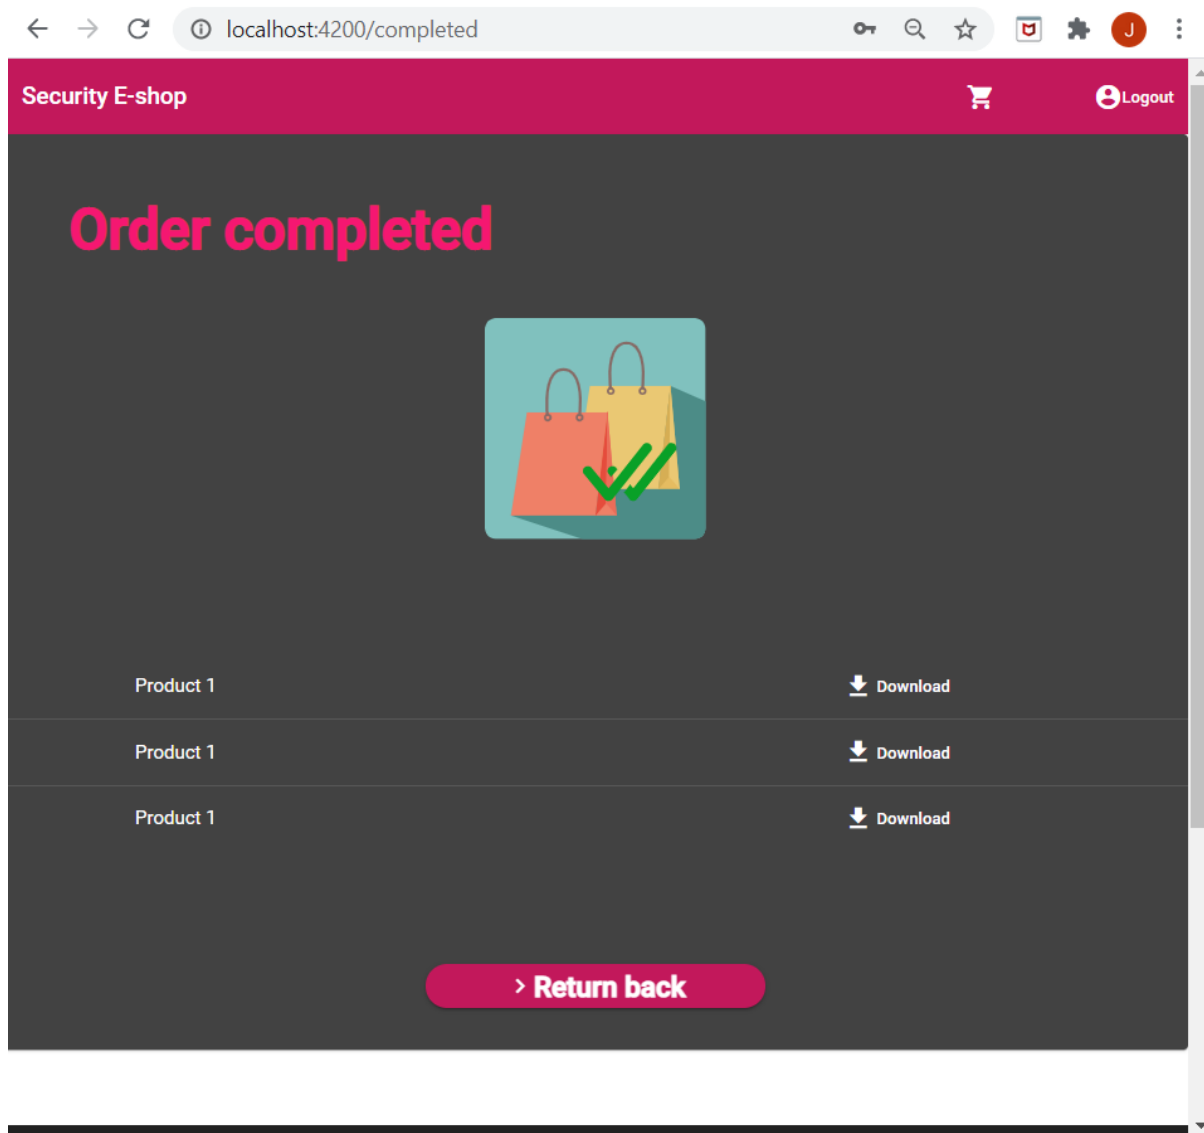 localhost:4200/completed
J
Security E-shop
Logout
Order completed
Product 1
Download
Product 1
Download
Product 1
Download
Return back